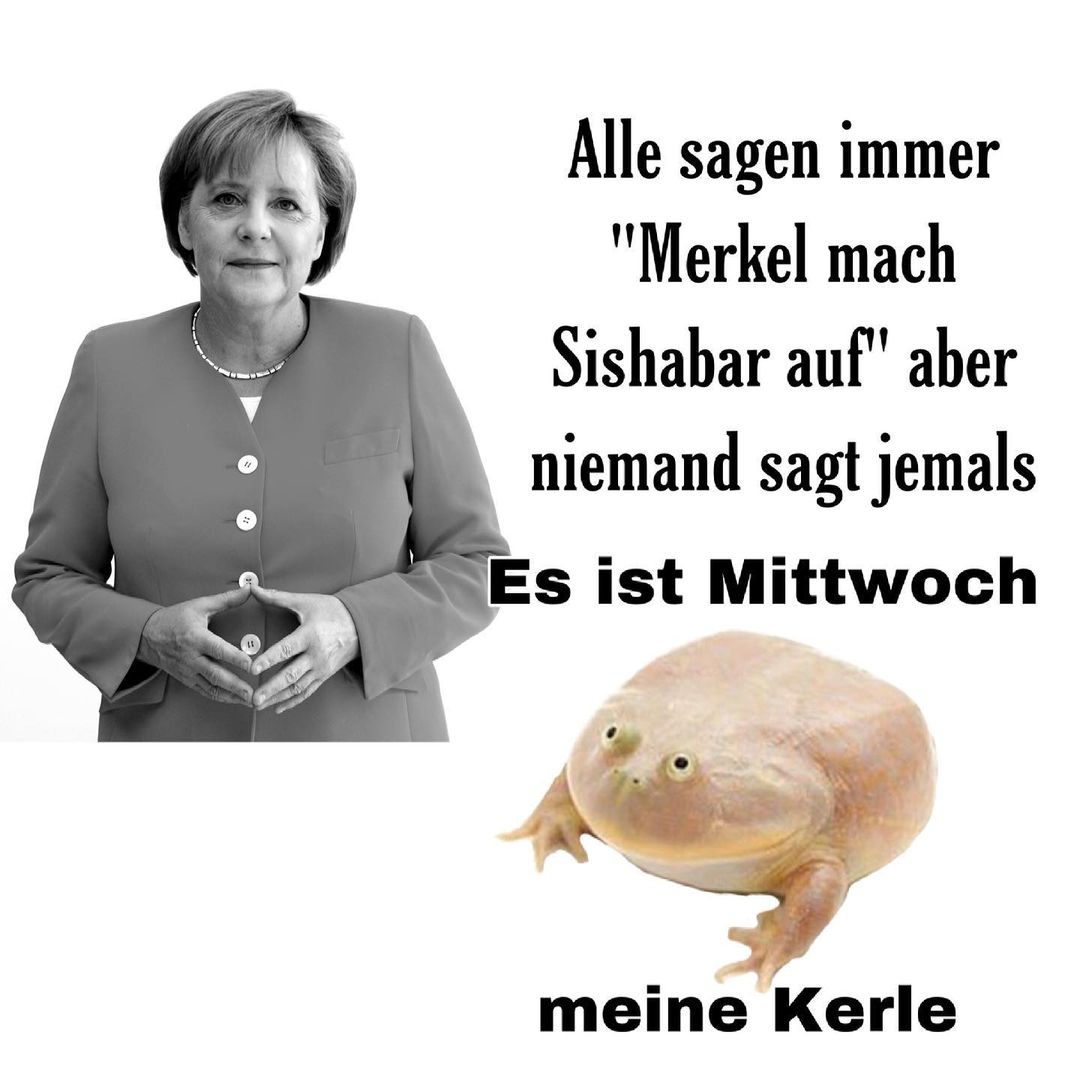 Alle sagen immer
"Merkel mach
Sishabar auf" aber
niemand sagt jemals
Es ist Mittwoch
meine Kerle